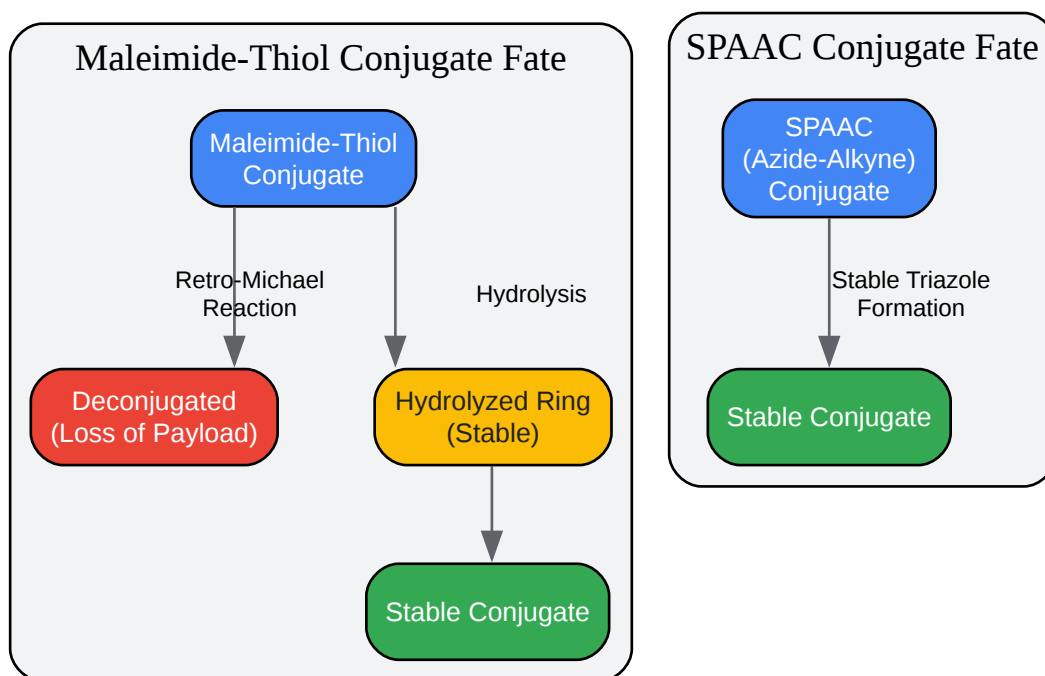 Maleimide-Thiol Conjugate Fate
Maleimide-Thiol
Conjugate
Retro-Michael
Reaction
Hydrolysis
Deconjugated
(Loss of Payload)
Hydrolyzed Ring
(Stable)
Stable Conjugate
SPAAC Conjugate Fate
SPAAC
(Azide-Alkyne)
Conjugate
Stable Triazole
Formation
Stable Conjugate